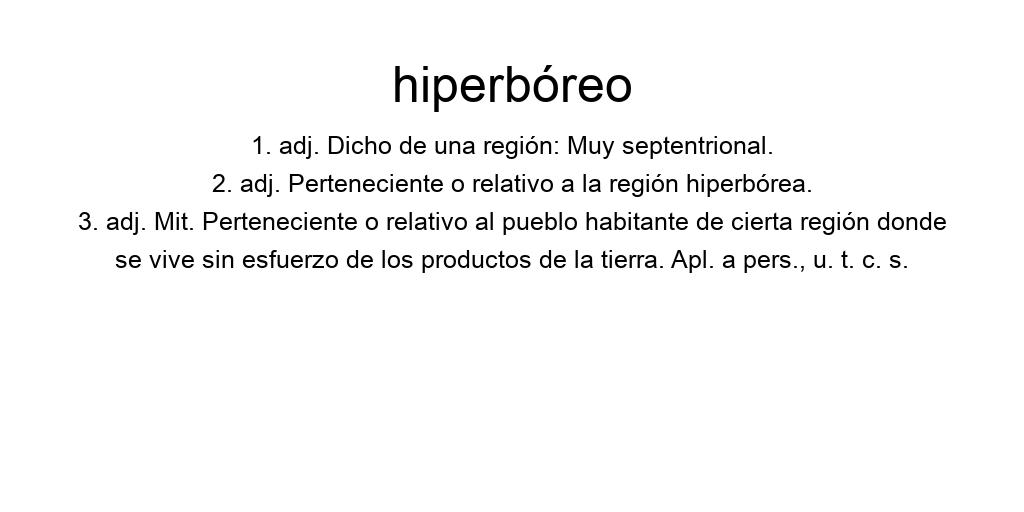 hiperbóreo
1. adj. Dicho de una región: Muy septentrional.
2. adj. Perteneciente o relativo a la región hiperbórea.
3. adj. Mit. Perteneciente o relativo al pueblo habitante de cierta región donde
se vive sin esfuerzo de los productos de la tierra. Apl. a pers., u. t. c. s.